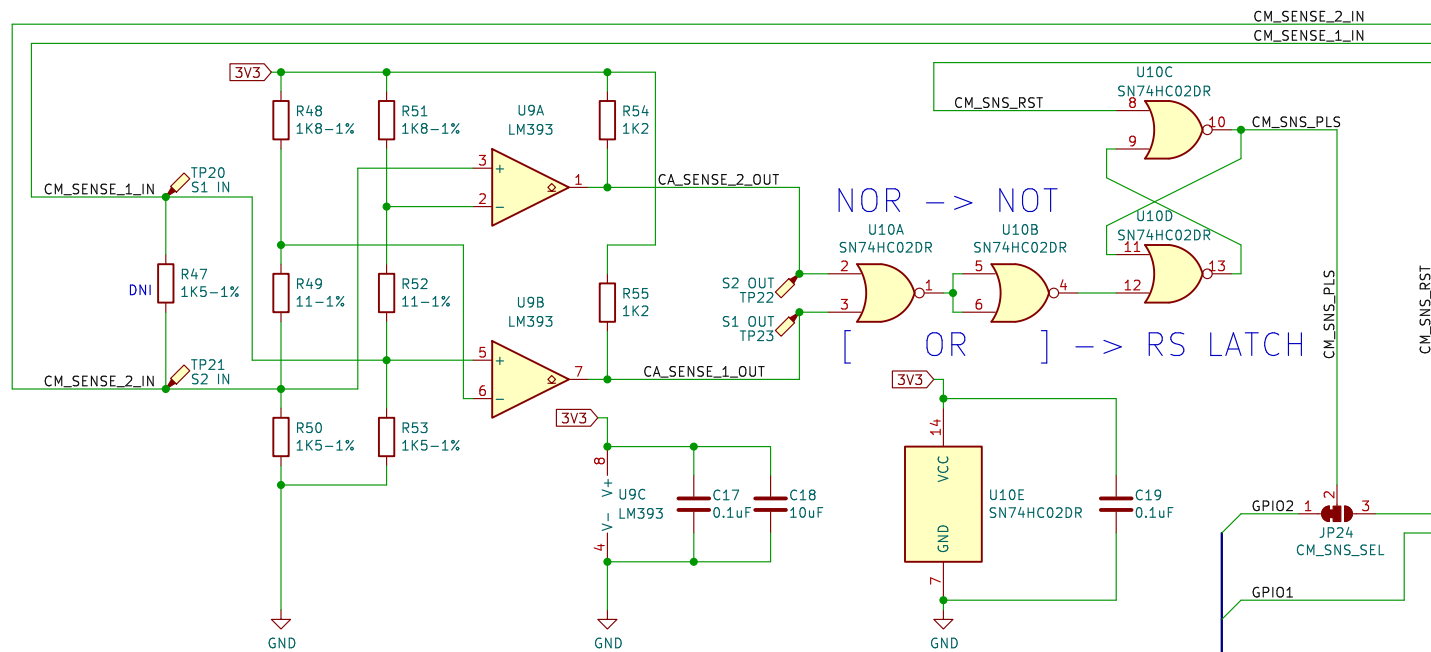 CM_SENSE_2_IN
CM_SENSE_1_IN
3V3
R48
1K8-1%
R51
1K8-1%
U9A
LM393
3
+
2
−
1
R54
1K2
CA_SENSE_2_OUT
CM_SENSE_1_IN
TP20
S1 IN
DNI
R47
1K5-1%
R49
11-1%
R52
11-1%
U9B
LM393
5
+
6
−
7
R55
1K2
CA_SENSE_1_OUT
CM_SENSE_2_IN
TP21
S2 IN
R50
1K5-1%
R53
1K5-1%
GND
3V3
8
V+
V-
4
U9C
LM393
C17
0.1uF
C18
10uF
GND
NOR -> NOT
S2 OUT
TP22
S1 OUT
TP23
U10A
SN74HC02DR
2
3
1
U10B
SN74HC02DR
5
6
4
[ OR ] -> RS LATCH
CM_SNS_RST
U10C
SN74HC02DR
8
9
10
CM_SNS_PLS
U10D
SN74HC02DR
11
12
13
3V3
14
VCC
GND
7
U10E
SN74HC02DR
C19
0.1uF
GND
CM_SNS_PLS
CM_SNS_RST
GPIO2
1
2
3
JP24
CM_SNS_SEL
GPIO1